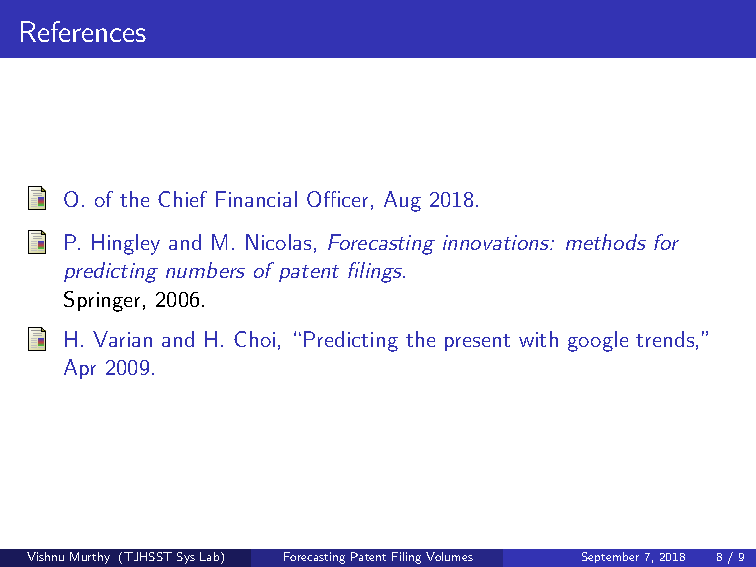 References
O. of the Chief Financial Officer, Aug 2018.
P. Hingley and M. Nicolas, Forecasting innovations: methods for
predicting numbers of patent filings.
Springer, 2006.
H. Varian and H. Choi, “Predicting the present with google trends,”
Apr 2009.
Vishnu Murthy (TJHSST Sys Lab) Forecasting Patent Filing Volumes September 7, 2018 8 / 9